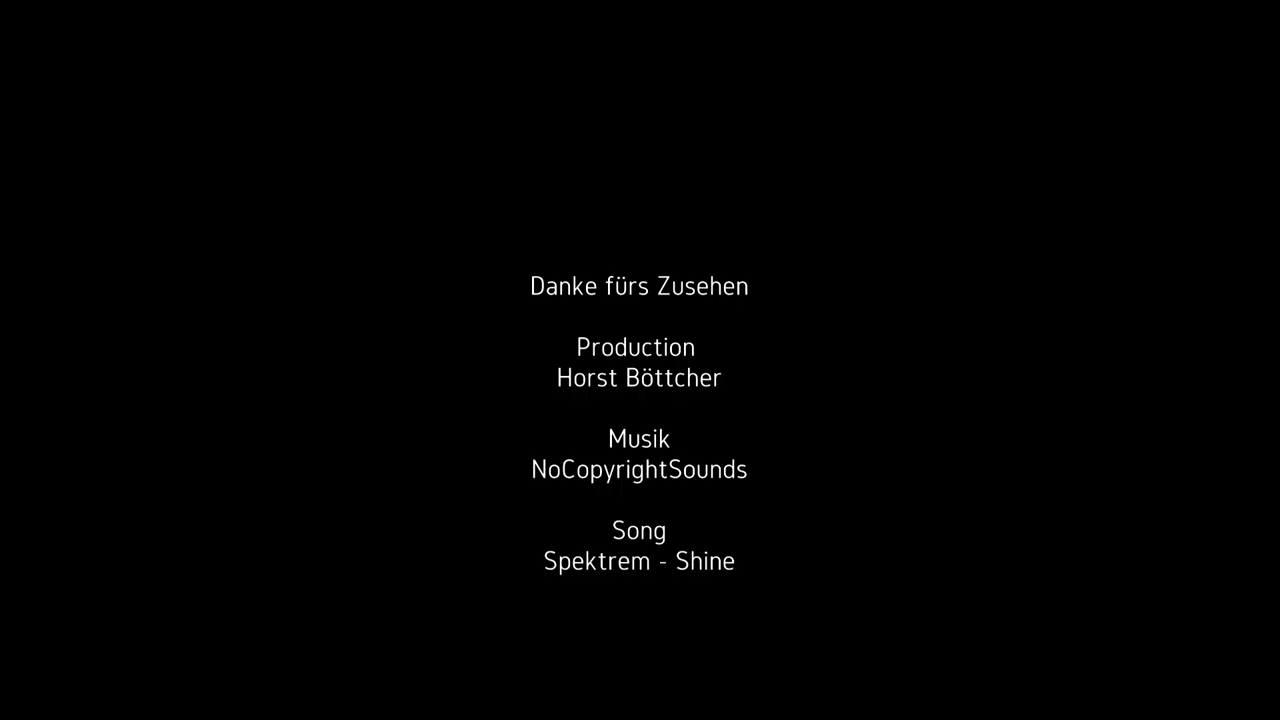 Danke fürs Zusehen
Production
Horst Böttcher
Musik
NoCopyrightSounds
Song
Spektrem - Shine